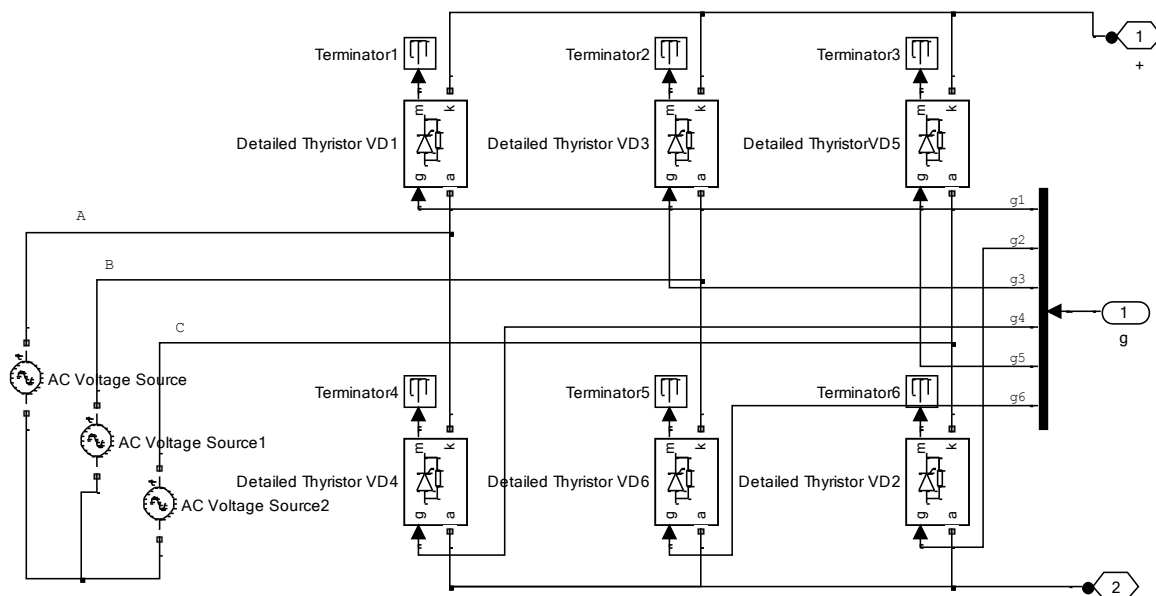 1
+
Terminator1
Terminator2
Terminator3
m
k
m
k
m
k
Detailed Thyristor VD1
Detailed Thyristor VD3
Detailed ThyristorVD5
g
a
g
a
g
a
A
g1
B
g2
g3
1
g
C
g4
g5
AC Voltage Source
Terminator4
Terminator5
Terminator6
g6
AC Voltage Source1
m
k
m
k
m
k
Detailed Thyristor VD4
Detailed Thyristor VD6
Detailed Thyristor VD2
AC Voltage Source2
g
a
g
a
g
a
2